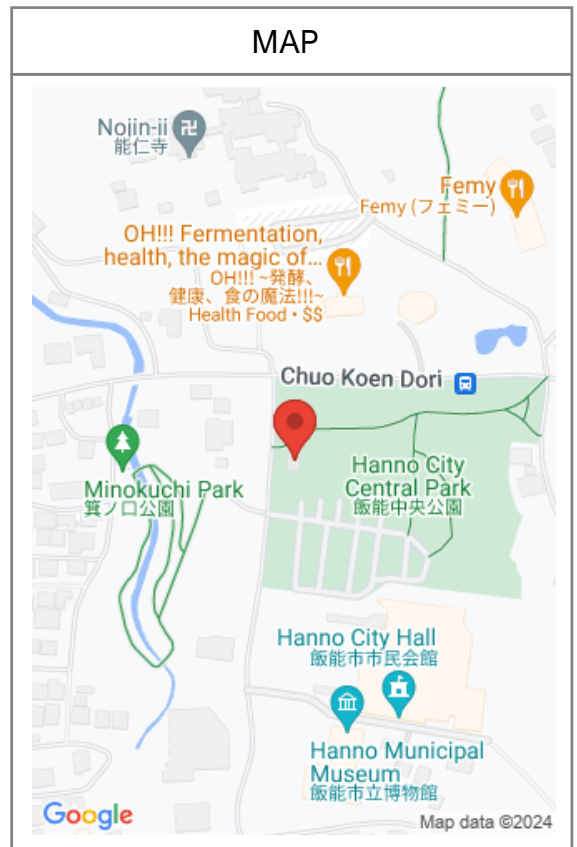 MAP
Nojin-ji
能仁寺
卍
Femy
Femy (フェミー)
OH!!! Fermentation,
health, the magic of...
OH!!! ~発酵、
健康、食の魔法!!!~
Health Food • $$
Chuo Koen Dori
Minokuchi Park
箕ノ口公園
Hanno City
Central Park
飯能中央公園
Hanno City Hall
飯能市市民会館
Hanno Municipal
Museum
飯能市立博物館
Google
Map data ©2024